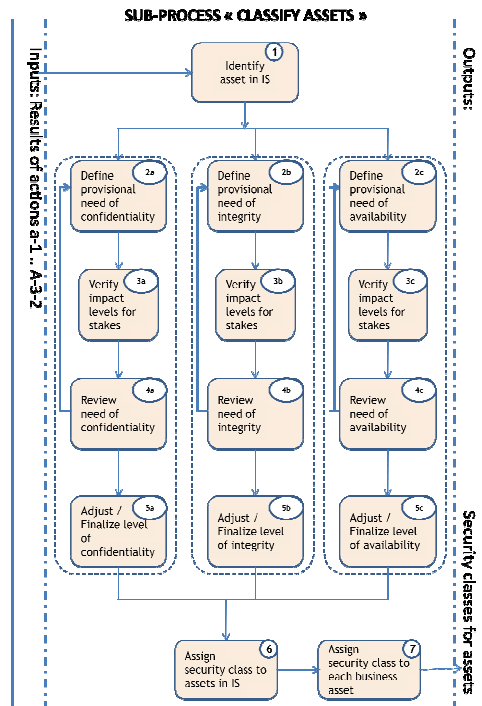 SUB-PROCESS « CLASSIFY ASSETS »
Inputs: Results of actions a-1 .. A-3-2
Outputs:
1
Identify
asset in IS
2a
Define
provisional
need of
confidentiality
2b
Define
provisional
need of
integrity
2c
Define
provisional
need of
availability
3a
Verify
impact
levels for
stakes
3b
Verify
impact
levels for
stakes
3c
Verify
impact
levels for
stakes
4a
Review
need of
confidentiality
4b
Review
need of
integrity
4c
Review
need of
availability
5a
Adjust /
Finalize level
of
confidentiality
5b
Adjust /
Finalize level
of integrity
5c
Adjust /
Finalize level
of availability
6
Assign
security class to
assets in IS
7
Assign
security class to
each business
asset
Security classes for assets